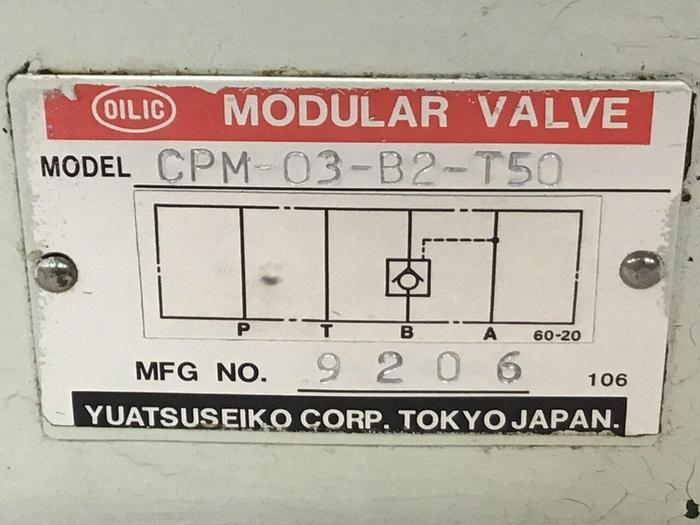 OILIC MODULAR VALVE
MODEL CPM-03-B2-T50
P T B A 60-20
MFG NO. 9206 106
YUATSUSEIKO CORP. TOKYO JAPAN.